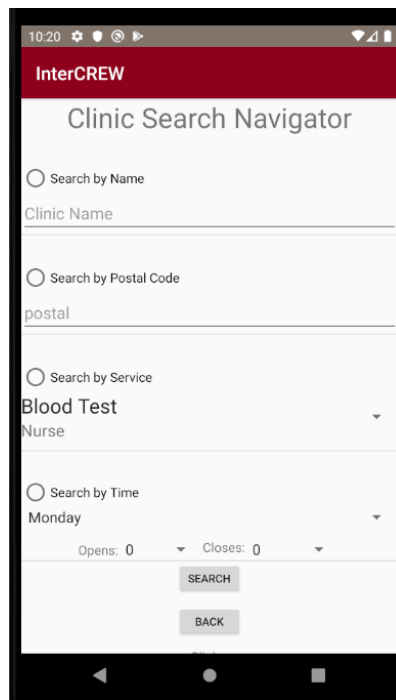 10:20
InterCREW
Clinic Search Navigator
Search by Name
Clinic Name
Search by Postal Code
postal
Search by Service
Blood Test
Nurse
Search by Time
Monday
Opens: 0 Closes: 0
SEARCH
BACK